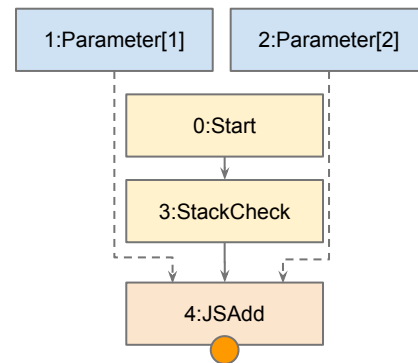 1:Parameter[1]
2:Parameter[2]
0:Start
3:StackCheck
4:JSAdd